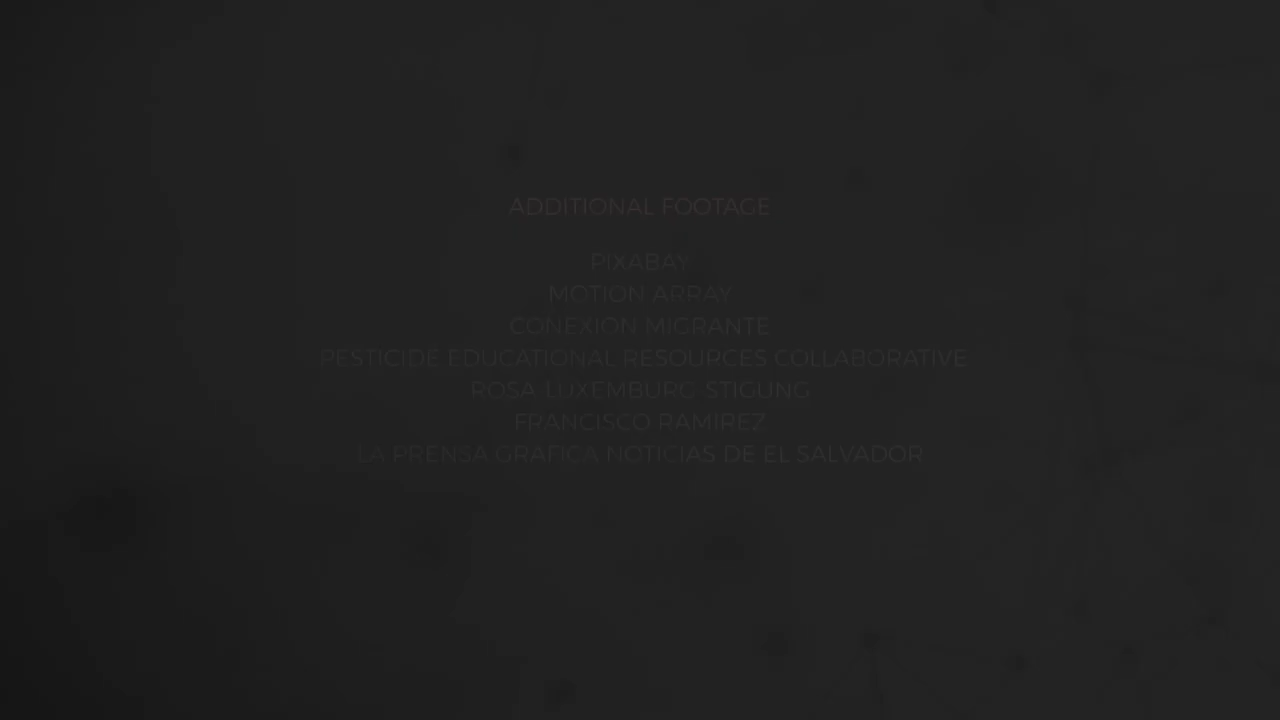 ADDITIONAL FOOTAGE
PIXABAY
MOTION ARRAY
CONEXION MIGRANTE
PESTICIDE EDUCATIONAL RESOURCES COLLABORATIVE
ROSA LUXEMBURG STIGUNG
FRANCISCO RAMIREZ
LA PRENSA GRAFICA NOTICIAS DE EL SALVADOR